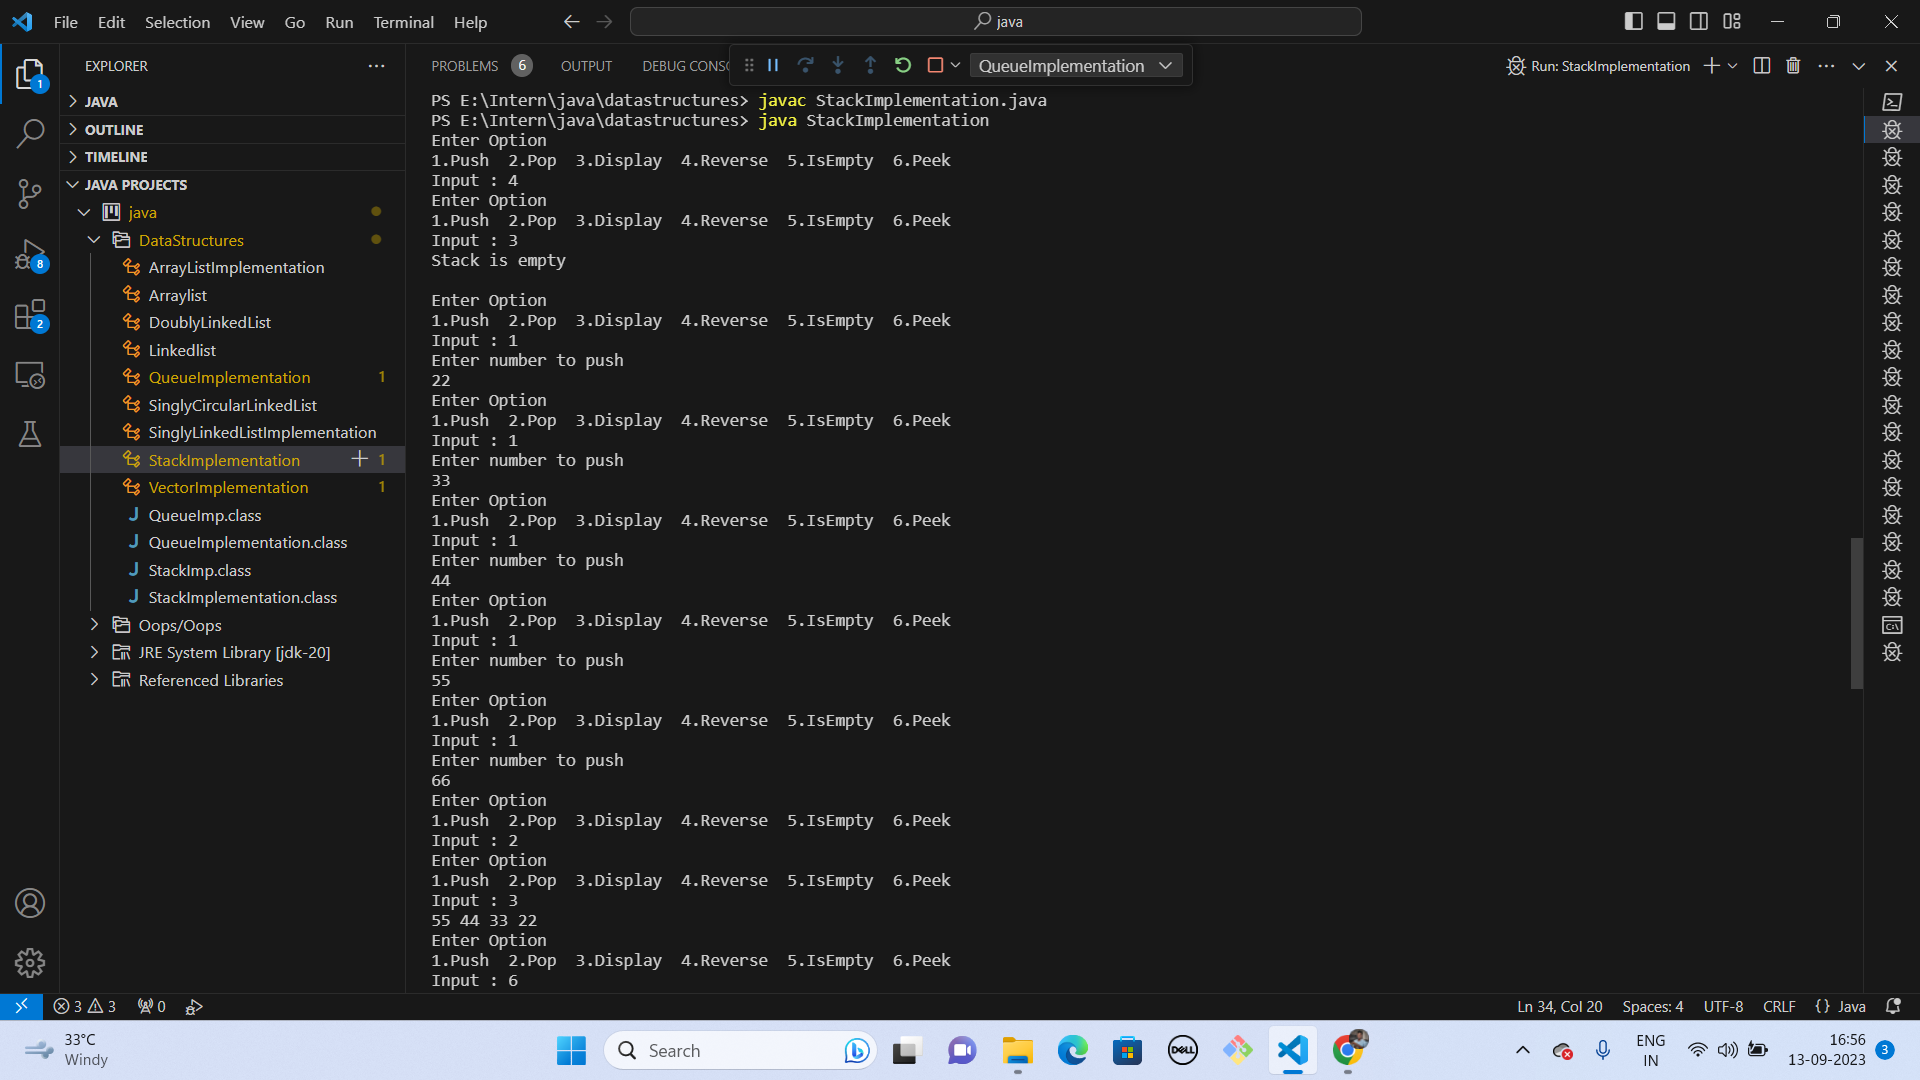 File Edit Selection View Go Run Terminal Help
java
EXPLORER
JAVA
OUTLINE
TIMELINE
JAVA PROJECTS
java
DataStructures
ArrayListImplementation
Arraylist
DoublyLinkedList
Linkedlist
QueueImplementation 1
SinglyCircularLinkedList
SinglyLinkedListImplementation
StackImplementation 1
VectorImplementation 1
QueueImp.class
QueueImplementation.class
StackImp.class
StackImplementation.class
Oops/Oops
JRE System Library [jdk-20]
Referenced Libraries
1
8
2
PROBLEMS 6 OUTPUT DEBUG CONSO QueueImplementation Run: StackImplementation
PS E:\Intern\java\datastructures> javac StackImplementation.java
PS E:\Intern\java\datastructures> java StackImplementation
Enter Option
1.Push 2.Pop 3.Display 4.Reverse 5.IsEmpty 6.Peek
Input : 4
Enter Option
1.Push 2.Pop 3.Display 4.Reverse 5.IsEmpty 6.Peek
Input : 3
Stack is empty
Enter Option
1.Push 2.Pop 3.Display 4.Reverse 5.IsEmpty 6.Peek
Input : 1
Enter number to push
22
Enter Option
1.Push 2.Pop 3.Display 4.Reverse 5.IsEmpty 6.Peek
Input : 1
Enter number to push
33
Enter Option
1.Push 2.Pop 3.Display 4.Reverse 5.IsEmpty 6.Peek
Input : 1
Enter number to push
44
Enter Option
1.Push 2.Pop 3.Display 4.Reverse 5.IsEmpty 6.Peek
Input : 1
Enter number to push
55
Enter Option
1.Push 2.Pop 3.Display 4.Reverse 5.IsEmpty 6.Peek
Input : 1
Enter number to push
66
Enter Option
1.Push 2.Pop 3.Display 4.Reverse 5.IsEmpty 6.Peek
Input : 2
Enter Option
1.Push 2.Pop 3.Display 4.Reverse 5.IsEmpty 6.Peek
Input : 3
55 44 33 22
Enter Option
1.Push 2.Pop 3.Display 4.Reverse 5.IsEmpty 6.Peek
Input : 6
3 3 0 Ln 34, Col 20 Spaces: 4 UTF-8 CRLF {} Java
33°C
Windy
Search
DELL
ENG
IN
16:56
13-09-2023
3